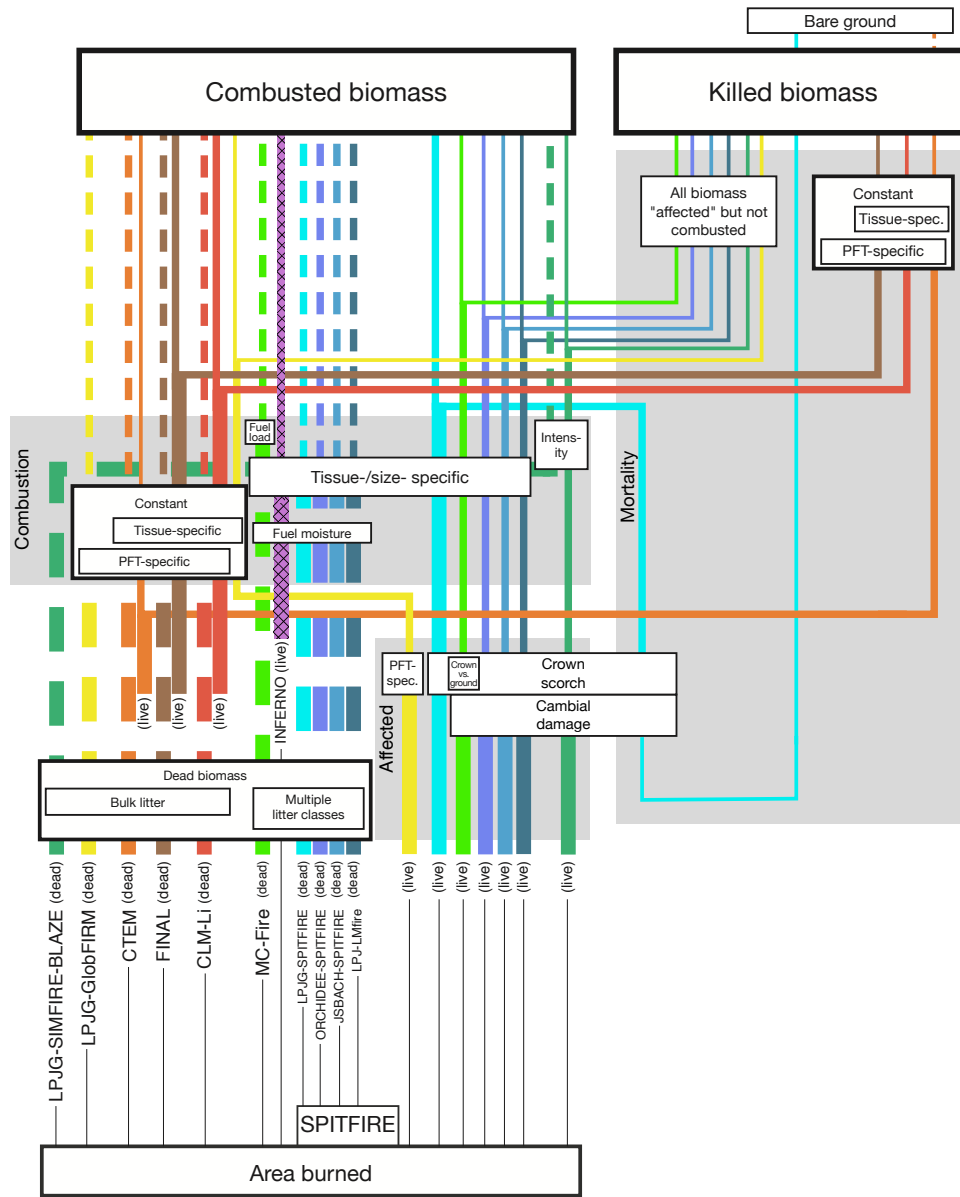 Bare ground
Combusted biomass
Killed biomass
All biomass
"affected" but not
combusted
Constant
Tissue-spec.
PFT-specific
Combustion
Fuel
load
Intens-
ity
Tissue-/size- specific
Constant
Tissue-specific
PFT-specific
Fuel moisture
Mortality
(live)
(live)
(live)
INFERNO (live)
Affected
PFT-
spec.
Crown
vs.
ground
Crown
scorch
Cambial
damage
Dead biomass
Bulk litter
Multiple
litter classes
LPJG-SIMFIRE-BLAZE (dead)
LPJG-GlobFIRM (dead)
CTEM (dead)
FINAL (dead)
CLM-Li (dead)
MC-Fire (dead)
LPJG-SPITFIRE (dead)
ORCHIDEE-SPITFIRE (dead)
JSBACH-SPITFIRE (dead)
LPJ-LMfire (dead)
(live)
(live)
(live)
(live)
(live)
(live)
(live)
SPITFIRE
Area burned